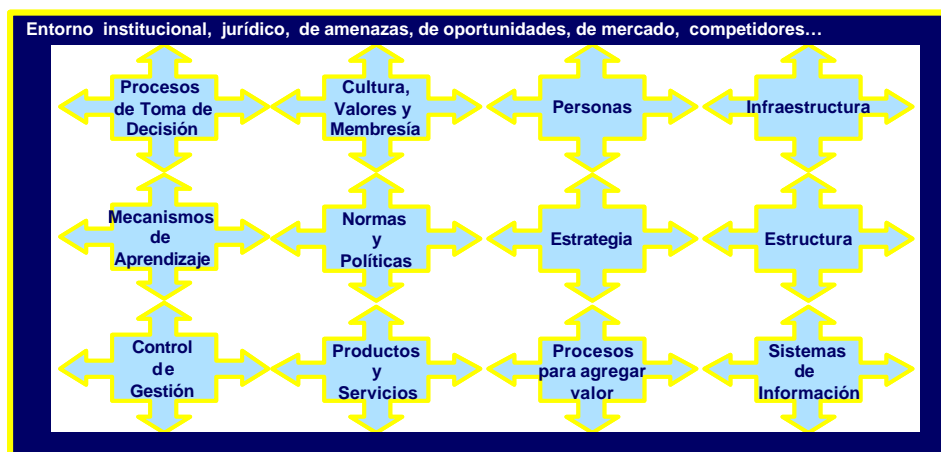 Entorno institucional, jurídico, de amenazas, de oportunidades, de mercado, competidores…
Procesos
de Toma de
Decisión
Cultura,
Valores y
Membresía
Personas
Infraestructura
Mecanismos
de
Aprendizaje
Normas
y
Políticas
Estrategia
Estructura
Control
de
Gestión
Productos
y
Servicios
Procesos
para agregar
valor
Sistemas
de
Información